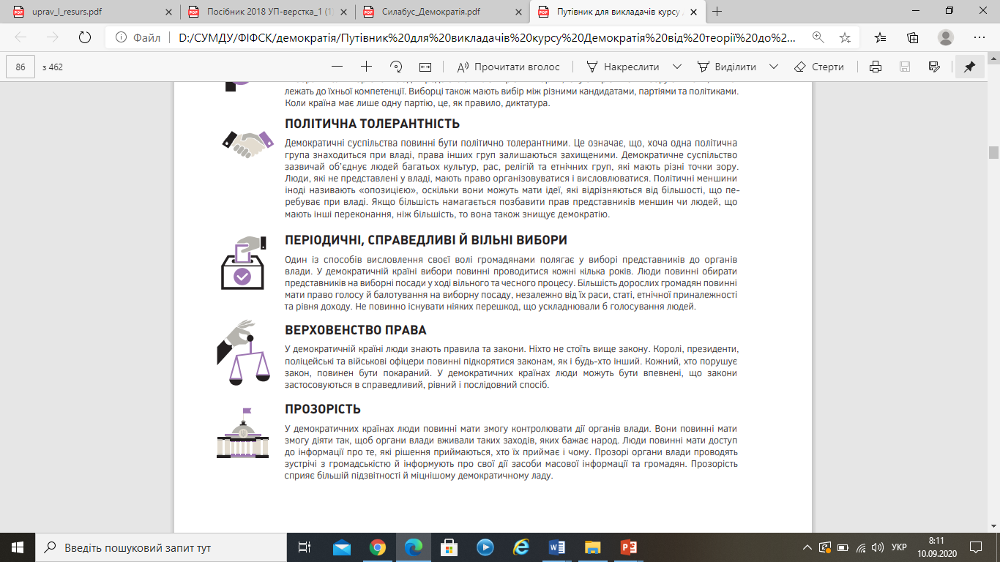 uprav_l_resurs.pdf
Посібник 2018 УП-верстка_1 (1)
Силабус_Демократія.pdf
Путівник для викладачів курсу
Файл
D:/СУМДУ/ФІФСК/демократія/Путівник%20для%20викладачів%20курсу%20Демократія%20від%20теорії%20до%2...
86
з 462
Прочитати вголос
Накреслити
Виділити
Стерти
лежать до їхньої компетенції. Виборці також мають вибір між різними кандидатами, партіями та політиками.
Коли країна має лише одну партію, це, як правило, диктатура.
ПОЛІТИЧНА ТОЛЕРАНТНІСТЬ
Демократичні суспільства повинні бути політично толерантними. Це означає, що, хоча одна політична
група знаходиться при владі, права інших груп залишаються захищеними. Демократичне суспільство
зазвичай об’єднує людей багатьох культур, рас, релігій та етнічних груп, які мають різні точки зору.
Люди, які не представлені у владі, мають право організовуватися і висловлюватися. Політичні меншини
іноді називають «опозицією», оскільки вони можуть мати ідеї, які відрізняються від більшості, що пе-
ребуває при владі. Якщо більшість намагається позбавити прав представників меншин чи людей, що
мають інші переконання, ніж більшість, то вона також знищує демократію.
ПЕРІОДИЧНІ, СПРАВЕДЛИВІ Й ВІЛЬНІ ВИБОРИ
Один із способів висловлення своєї волі громадянами полягає у виборі представників до органів
влади. У демократичній країні вибори повинні проводитися кожні кілька років. Люди повинні обирати
представників на виборні посади у ході вільного та чесного процесу. Більшість дорослих громадян повинні
мати право голосу й балотування на виборну посаду, незалежно від їх раси, статі, етнічної приналежності
та рівня доходу. Не повинно існувати ніяких перешкод, що ускладнювали б голосування людей.
ВЕРХОВЕНСТВО ПРАВА
У демократичній країні люди знають правила та закони. Ніхто не стоїть вище закону. Королі, президенти,
поліцейські та військові офіцери повинні підкорятися законам, як і будь-хто інший. Кожний, хто порушує
закон, повинен бути покараний. У демократичних країнах люди можуть бути впевнені, що закони
застосовуються в справедливий, рівний і послідовний спосіб.
ПРОЗОРІСТЬ
У демократичних країнах люди повинні мати змогу контролювати дії органів влади. Вони повинні мати
змогу діяти так, щоб органи влади вживали таких заходів, яких бажає народ. Люди повинні мати доступ
до інформації про те, які рішення приймаються, хто їх приймає і чому. Прозорі органи влади проводять
зустрічі з громадськістю й інформують про свої дії засоби масової інформації та громадян. Прозорість
сприяє більшій підзвітності й міцнішому демократичному ладу.
Введіть пошуковий запит тут
УКР
8:11
10.09.2020